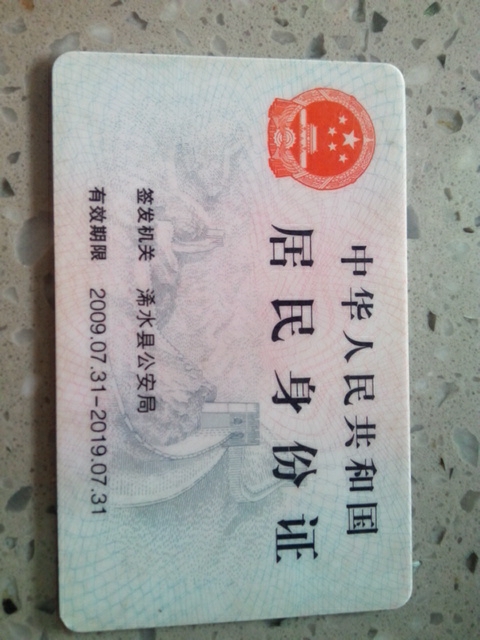 中华人民共和国
居民身份证
签发机关 浠水县公安局
有效期限 2009.07.31-2019.07.31